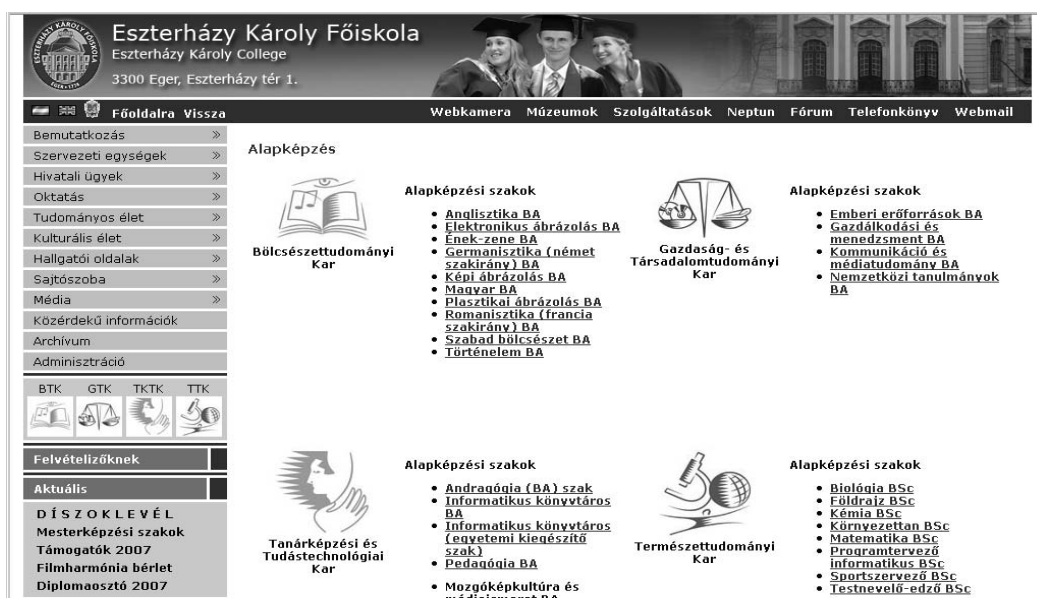 Eszterházy Károly Főiskola
Eszterházy Károly College
3300 Eger, Eszterházy tér 1.
Főoldalra Vissza
Webkamera Múzeumok Szolgáltatások Neptun Fórum Telefonkönyv Webmail
Bemutatkozás »
Szervezeti egységek »
Hivatali ügyek »
Oktatás »
Tudományos élet »
Kulturális élet »
Hallgatói oldalak »
Sajtószoba »
Média »
Közérdekű információk
Archívum
Adminisztráció
BTK GTK TKTK TTK
Felvételizőknek
Aktuális
D Í S Z O K L E V É L
Mesterképzési szakok
Támogatók 2007
Filmharmónia bérlet
Diplomaosztó 2007
Alapképzés
Bölcsészettudományi
Kar
Alapképzési szakok
• Anglisztika BA
• Elektronikus ábrázolás BA
• Ének-zene BA
• Germanisztika (német
szakirány) BA
• Képi ábrázolás BA
• Magyar BA
• Plasztikai ábrázolás BA
• Romanisztika (francia
szakirány) BA
• Szabad bölcsészet BA
• Történelem BA
Gazdaság- és
Társadalomtudományi
Kar
Alapképzési szakok
• Emberi erőforrások BA
• Gazdálkodási és
menedzsment BA
• Kommunikáció és
médiatudomány BA
• Nemzetközi tanulmányok
BA
Tanárképzési és
Tudástechnológiai
Kar
Alapképzési szakok
• Andragógia (BA) szak
• Informatikus könyvtáros
BA
• Informatikus könyvtáros
(egyetemi kiegészítő
szak)
• Pedagógia BA
• Mozgóképkultúra és
médiaismeret BA
Természettudományi
Kar
Alapképzési szakok
• Biológia BSc
• Földrajz BSc
• Kémia BSc
• Környezettan BSc
• Matematika BSc
• Programtervező
informatikus BSc
• Sportszervező BSc
• Testnevelő-edző BSc